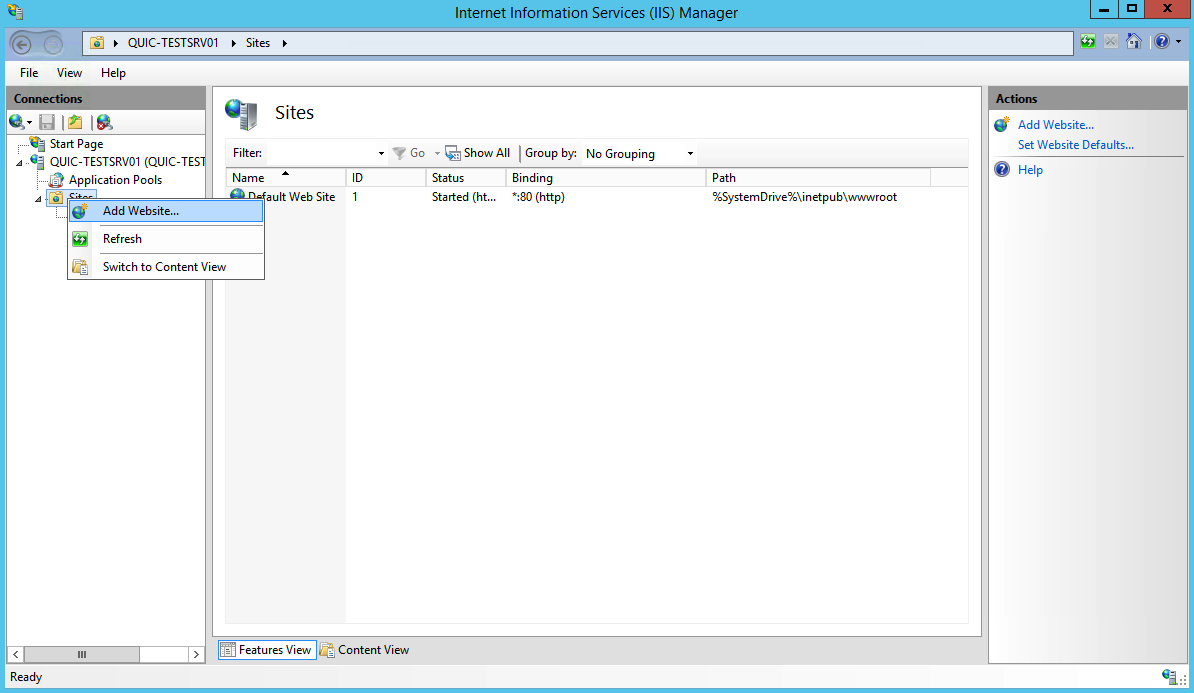 Internet Information Services (IIS) Manager
QUIC-TESTSRV01 Sites
File View Help
Connections
Start Page
QUIC-TESTSRV01 (QUIC-TEST
Application Pools
Sites
Add Website...
Refresh
Switch to Content View
Sites
Filter: Go Show All Group by: No Grouping
Name ID Status Binding Path
Default Web Site 1 Started (ht... *:80 (http) %SystemDrive%\inetpub\wwwroot
Features View Content View
Actions
Add Website...
Set Website Defaults...
Help
Ready